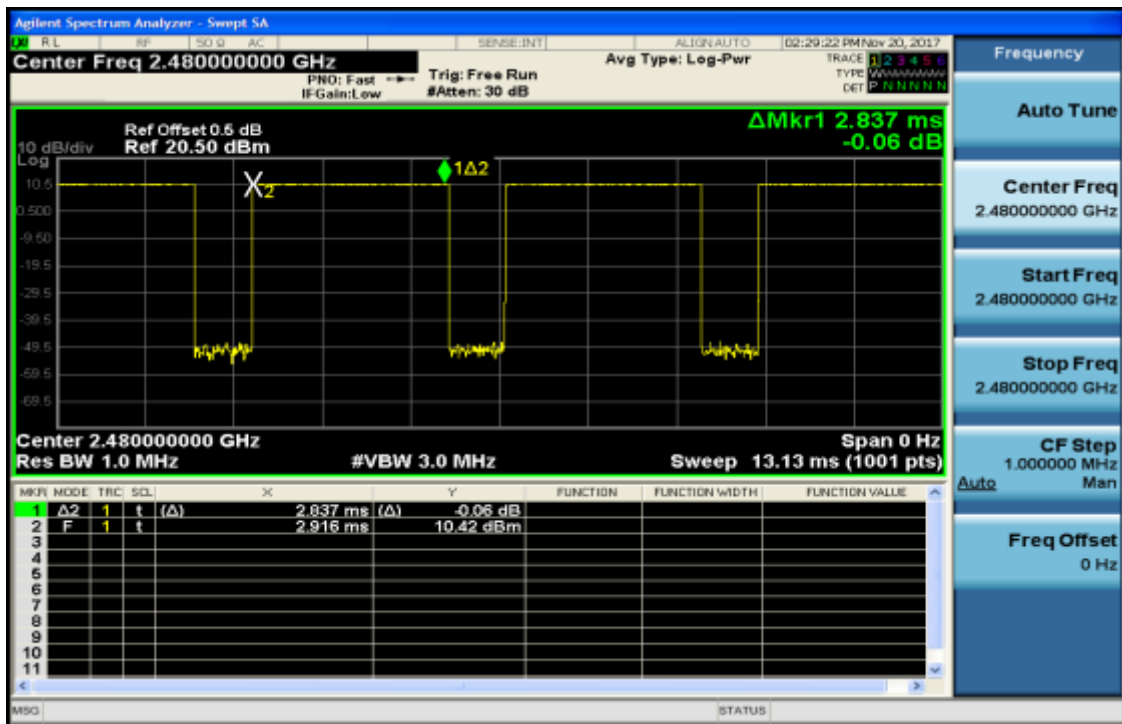 Agilent Spectrum Analyzer - Swept SA
RL RF 50 Ω AC SENSE:INT ALIGN AUTO 02:29:22 PM Nov 20, 2017
Center Freq 2.480000000 GHz
PNO: Fast
IFGain:Low
Trig: Free Run
#Atten: 30 dB
Avg Type: Log-Pwr
TRACE 1 2 3 4 5 6
TYPE
DET P N N N N N
Ref Offset 0.5 dB
10 dB/div Ref 20.50 dBm
Log
ΔMkr1 2.837 ms
-0.06 dB
10.5
0.500
-9.50
-19.5
-29.5
-39.5
-49.5
-59.5
-69.5
X2
1Δ2
Center 2.480000000 GHz Span 0 Hz
Res BW 1.0 MHz #VBW 3.0 MHz Sweep 13.13 ms (1001 pts)
MKR MODE TRC SCL X Y FUNCTION FUNCTION WIDTH FUNCTION VALUE
1 Δ2 1 t (Δ) 2.837 ms (Δ) -0.06 dB
2 F 1 t 2.916 ms 10.42 dBm
3
4
5
6
7
8
9
10
11
MSG STATUS
Frequency
Auto Tune
Center Freq
2.480000000 GHz
Start Freq
2.480000000 GHz
Stop Freq
2.480000000 GHz
CF Step
1.000000 MHz
Auto Man
Freq Offset
0 Hz